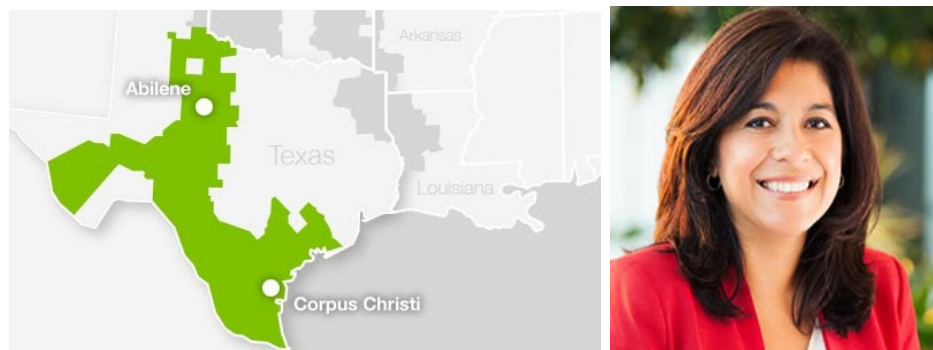 Arkansas
Abilene
Texas
Louisiana
Corpus Christi